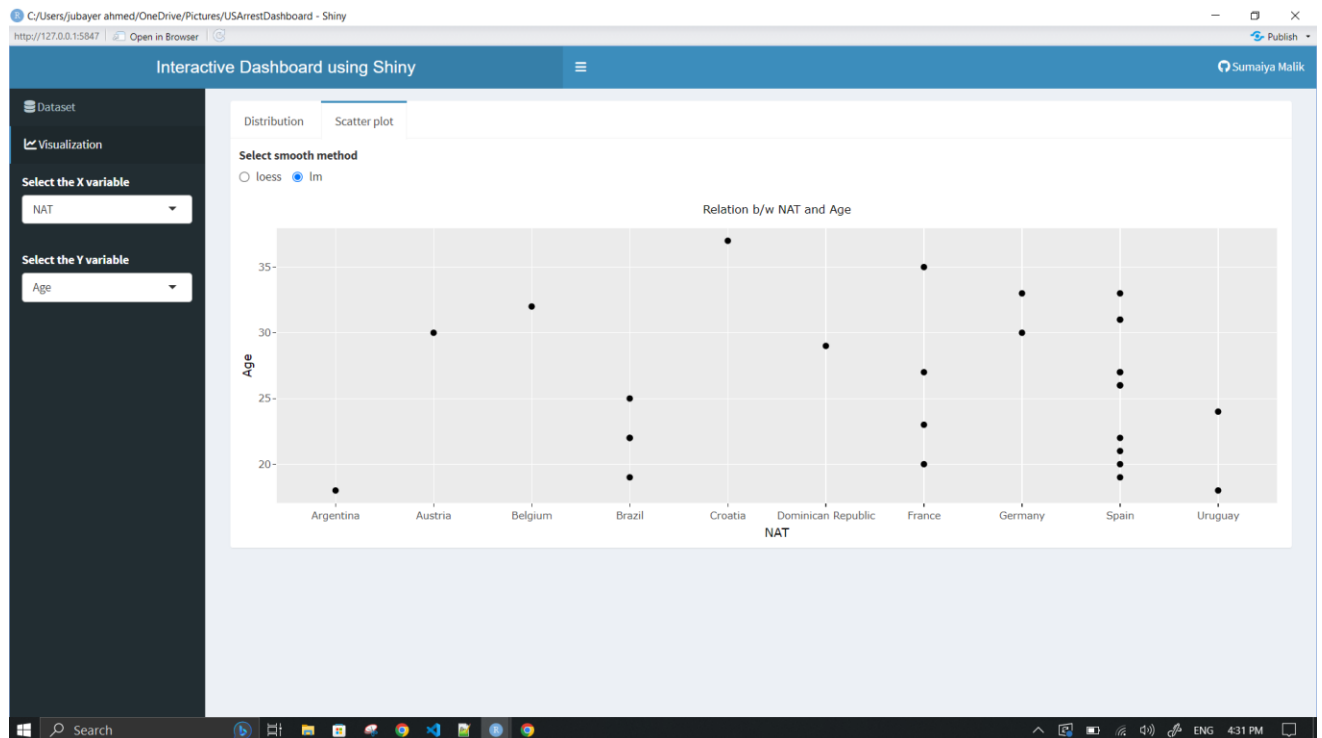 C:/Users/jubayer ahmed/OneDrive/Pictures/USArrestDashboard - Shiny
http://127.0.0.1:5847 Open in Browser Publish
Interactive Dashboard using Shiny Sumaiya Malik
Dataset
Visualization
Select the X variable
NAT
Select the Y variable
Age
Distribution Scatter plot
Select smooth method
loess lm
Relation b/w NAT and Age
35
30
25
20
Age
Argentina Austria Belgium Brazil Croatia Dominican Republic France Germany Spain Uruguay
NAT
Search ENG 4:31 PM